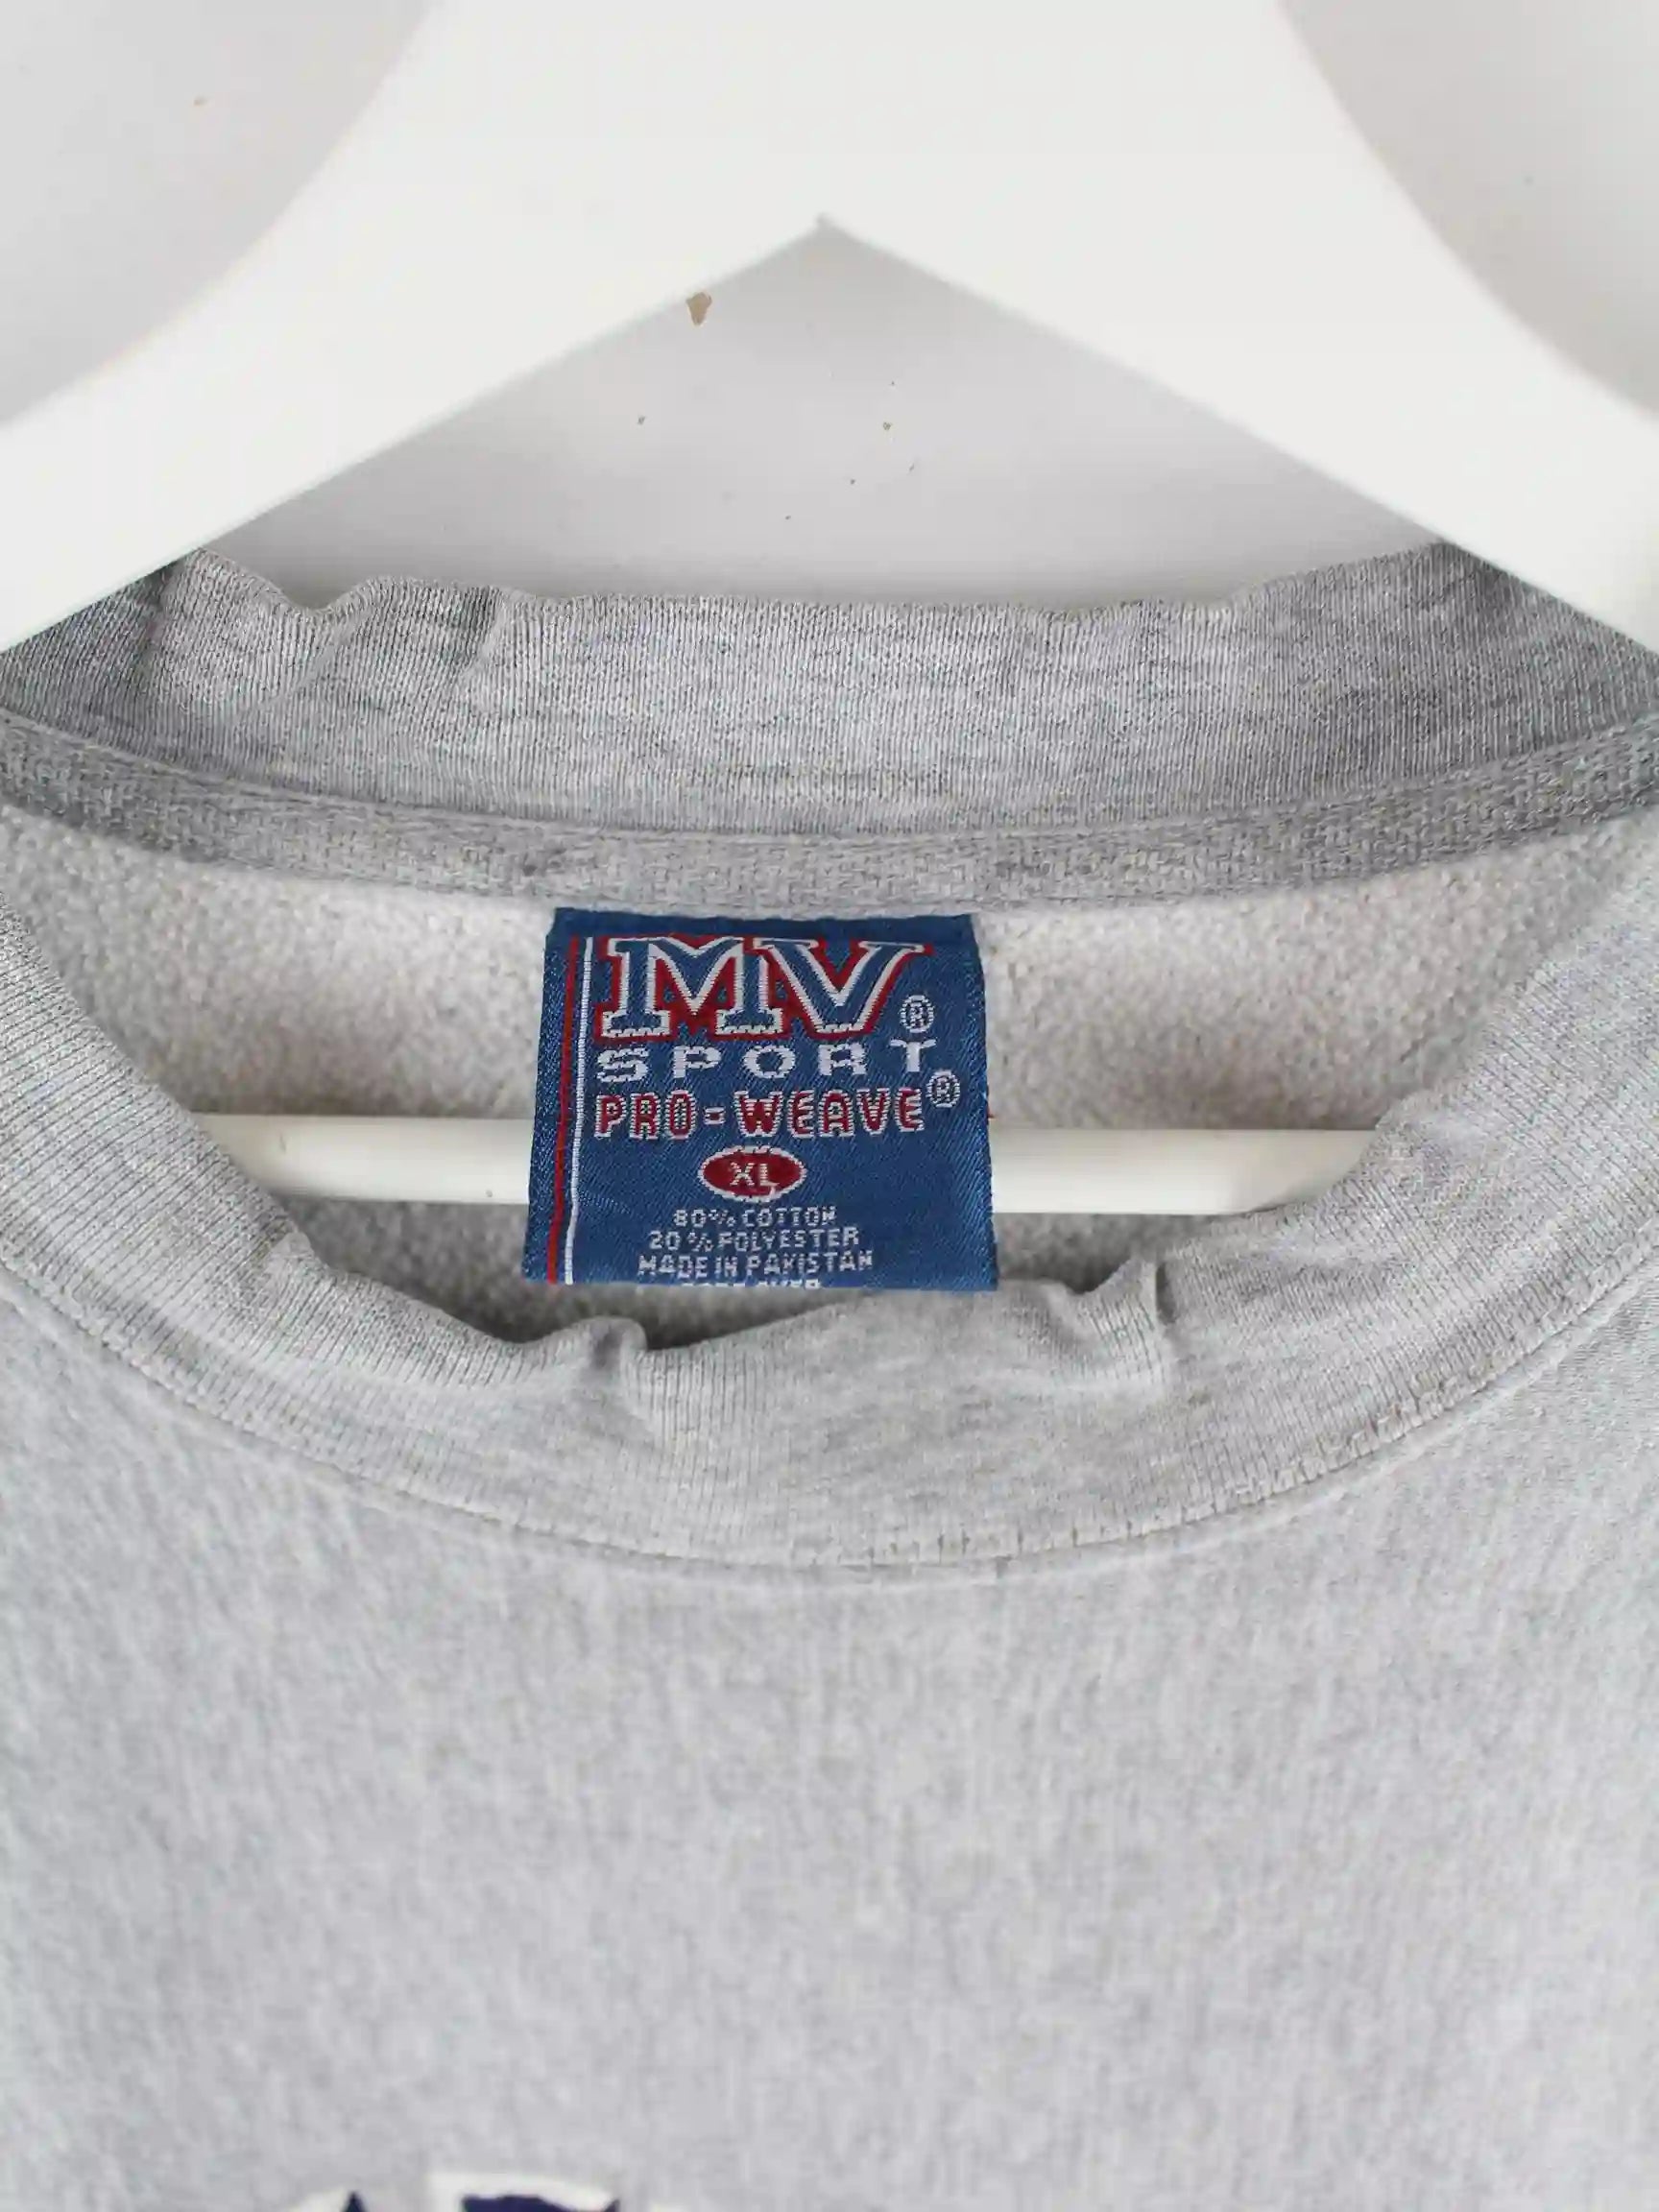 MV®
SPORT
PRO-WEAVE®
XL
80% COTTON
20% POLYESTER
MADE IN PAKISTAN